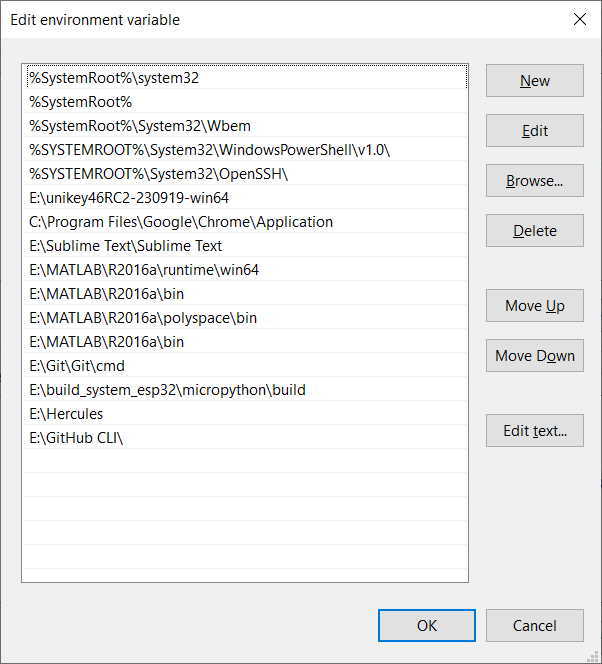 Edit environment variable
%SystemRoot%\system32
%SystemRoot%
%SystemRoot%\System32\Wbem
%SYSTEMROOT%\System32\WindowsPowerShell\v1.0\
%SYSTEMROOT%\System32\OpenSSH\
E:\unikey46RC2-230919-win64
C:\Program Files\Google\Chrome\Application
E:\Sublime Text\Sublime Text
E:\MATLAB\R2016a\runtime\win64
E:\MATLAB\R2016a\bin
E:\MATLAB\R2016a\polyspace\bin
E:\MATLAB\R2016a\bin
E:\Git\Git\cmd
E:\build_system_esp32\micropython\build
E:\Hercules
E:\GitHub CLI\
New
Edit
Browse...
Delete
Move Up
Move Down
Edit text...
OK
Cancel